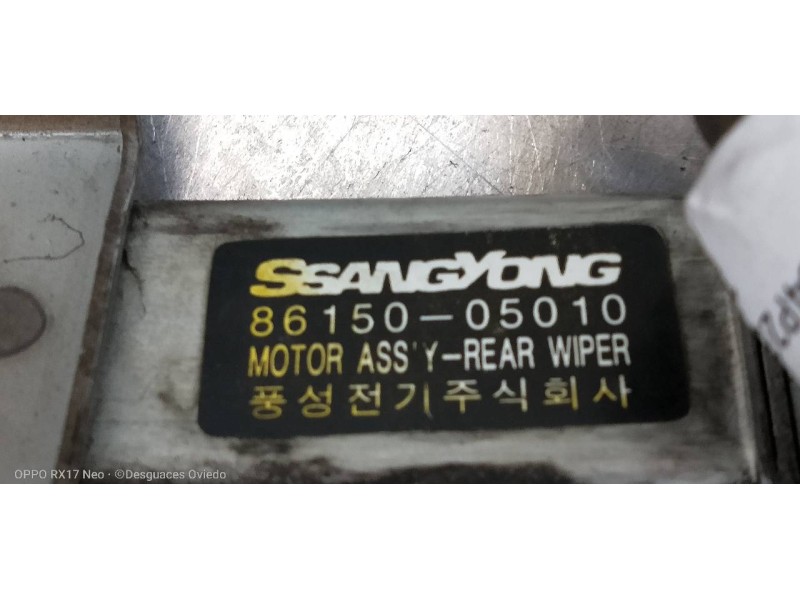 SSANGYONG
86150-05010
MOTOR ASS'Y-REAR WIPER
풍성전기주식회사
OPPO RX17 Neo · ©Desguaces Oviedo